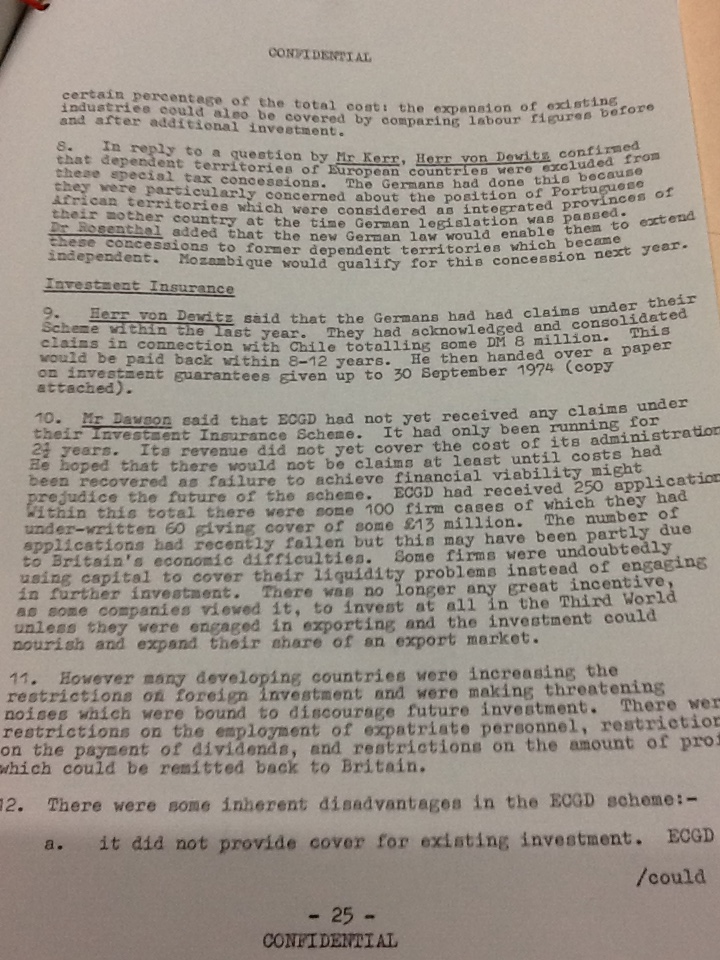 CONFIDENTIAL
certain percentage of the total cost: the expansion of existing
industries could also be covered by comparing labour figures before
and after additional investment.
8. In reply to a question by Mr Kerr, Herr von Dewitz confirmed
that dependent territories of European countries were excluded from
these special tax concessions. The Germans had done this because
they were particularly concerned about the position of Portuguese
African territories which were considered as integrated provinces of
their mother country at the time German legislation was passed.
Dr Rosenthal added that the new German law would enable them to extend
these concessions to former dependent territories which became
independent. Mozambique would qualify for this concession next year.
Investment Insurance
9. Herr von Dewitz said that the Germans had had claims under their
Scheme within the last year. They had acknowledged and consolidated
claims in connection with Chile totalling some DM 8 million. This
would be paid back within 8-12 years. He then handed over a paper
on investment guarantees given up to 30 September 1974 (copy
attached).
10. Mr Dawson said that ECGD had not yet received any claims under
their Investment Insurance Scheme. It had only been running for
2½ years. Its revenue did not yet cover the cost of its administration
He hoped that there would not be claims at least until costs had
been recovered as failure to achieve financial viability might
prejudice the future of the scheme. ECGD had received 250 application
Within this total there were some 100 firm cases of which they had
under-written 60 giving cover of some £13 million. The number of
applications had recently fallen but this may have been partly due
to Britain's economic difficulties. Some firms were undoubtedly
using capital to cover their liquidity problems instead of engaging
in further investment. There was no longer any great incentive,
as some companies viewed it, to invest at all in the Third World
unless they were engaged in exporting and the investment could
nourish and expand their share of an export market.
11. However many developing countries were increasing the
restrictions on foreign investment and were making threatening
noises which were bound to discourage future investment. There wer
restrictions on the employment of expatriate personnel, restriction
on the payment of dividends, and restrictions on the amount of prof
which could be remitted back to Britain.
12. There were some inherent disadvantages in the ECGD scheme:-
a. it did not provide cover for existing investment. ECGD
/could
- 25 -
CONFIDENTIAL